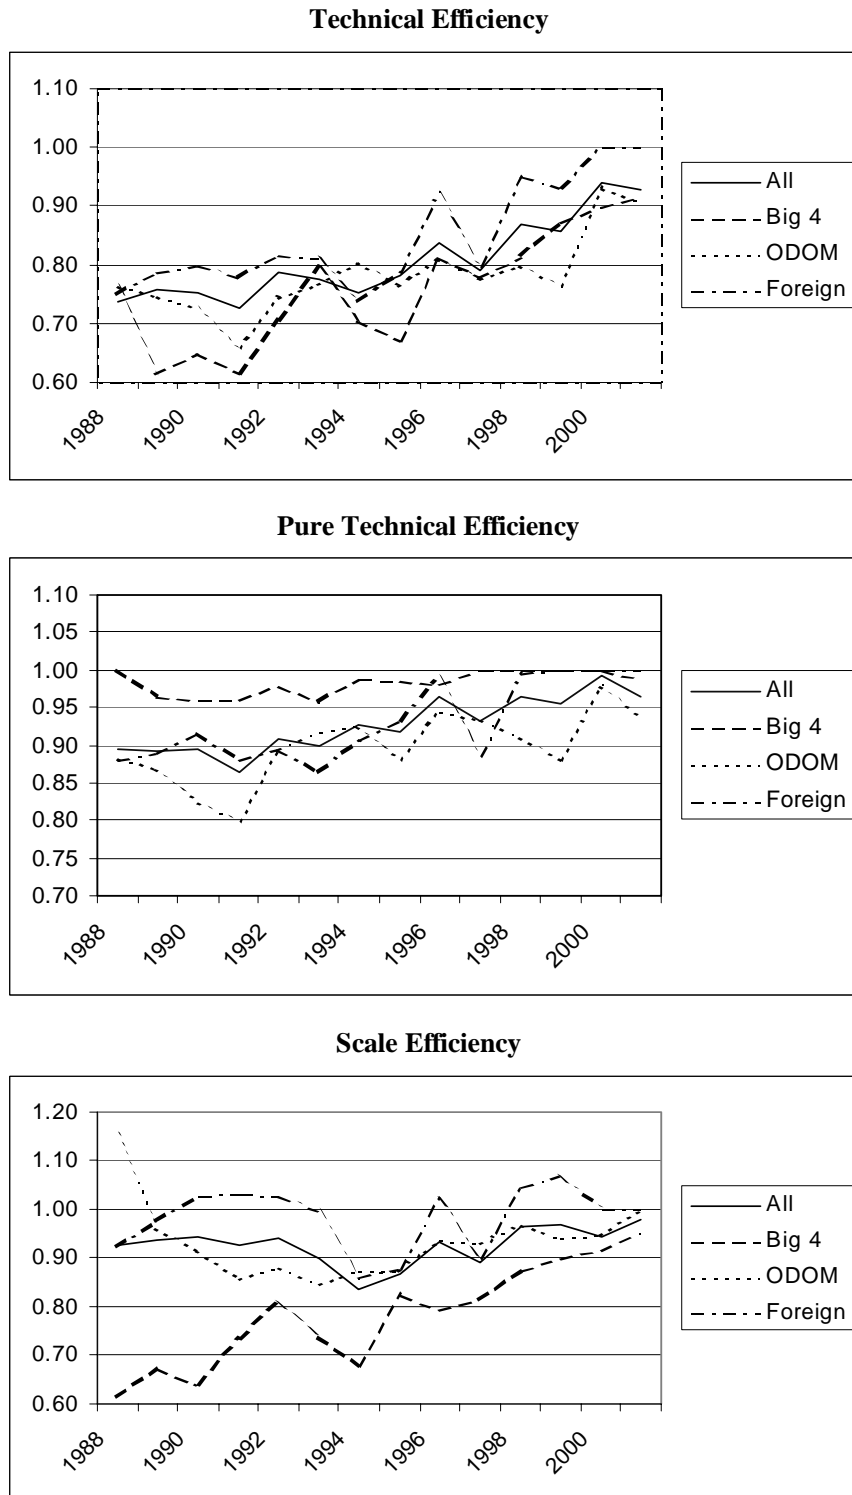 Technical Efficiency
1.10
1.00
0.90
0.80
0.70
0.60
1988
1990
1992
1994
1996
1998
2000
All
Big 4
ODOM
Foreign
Pure Technical Efficiency
1.10
1.05
1.00
0.95
0.90
0.85
0.80
0.75
0.70
1988
1990
1992
1994
1996
1998
2000
All
Big 4
ODOM
Foreign
Scale Efficiency
1.20
1.10
1.00
0.90
0.80
0.70
0.60
1988
1990
1992
1994
1996
1998
2000
All
Big 4
ODOM
Foreign